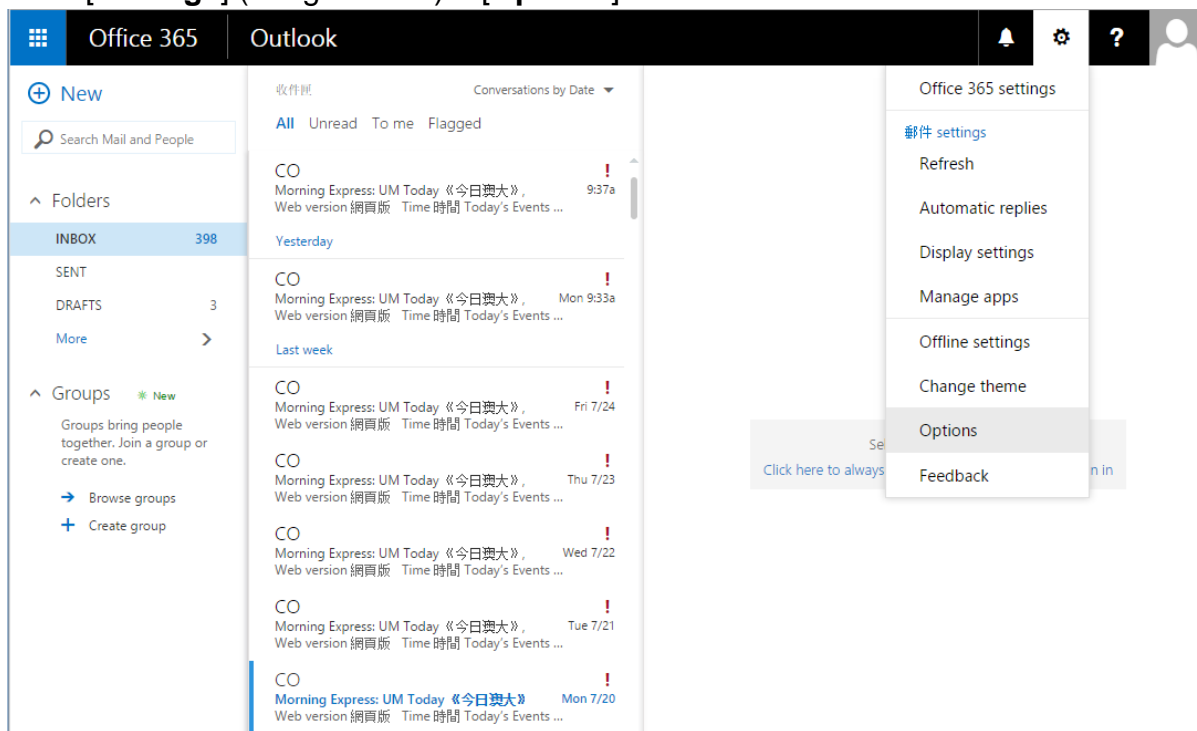 Office 365
Outlook
?
New
Search Mail and People
Folders
INBOX 398
SENT
DRAFTS 3
More
Groups New
Groups bring people
together. Join a group or
create one.
Browse groups
Create group
收件匣 Conversations by Date
All Unread To me Flagged
CO !
Morning Express: UM Today 《今日澳大》, 9:37a
Web version 網頁版 Time 時間 Today's Events ...
Yesterday
CO !
Morning Express: UM Today 《今日澳大》, Mon 9:33a
Web version 網頁版 Time 時間 Today's Events ...
Last week
CO !
Morning Express: UM Today 《今日澳大》, Fri 7/24
Web version 網頁版 Time 時間 Today's Events ...
CO !
Morning Express: UM Today 《今日澳大》, Thu 7/23
Web version 網頁版 Time 時間 Today's Events ...
CO !
Morning Express: UM Today 《今日澳大》, Wed 7/22
Web version 網頁版 Time 時間 Today's Events ...
CO !
Morning Express: UM Today 《今日澳大》, Tue 7/21
Web version 網頁版 Time 時間 Today's Events ...
CO !
Morning Express: UM Today 《今日澳大》 Mon 7/20
Web version 網頁版 Time 時間 Today's Events ...
Click here to always
n in
Office 365 settings
郵件 settings
Refresh
Automatic replies
Display settings
Manage apps
Offline settings
Change theme
Options
Feedback